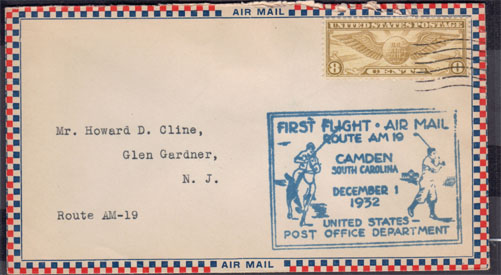 AIR MAIL
UNITED STATES POSTAGE
8 CENTS 8
Mr. Howard D. Cline,
Glen Gardner,
N. J.
Route AM-19
FIRST FLIGHT · AIR MAIL
ROUTE AM 19
CAMDEN
SOUTH CAROLINA
DECEMBER 1
1932
UNITED STATES
POST OFFICE DEPARTMENT
AIR MAIL